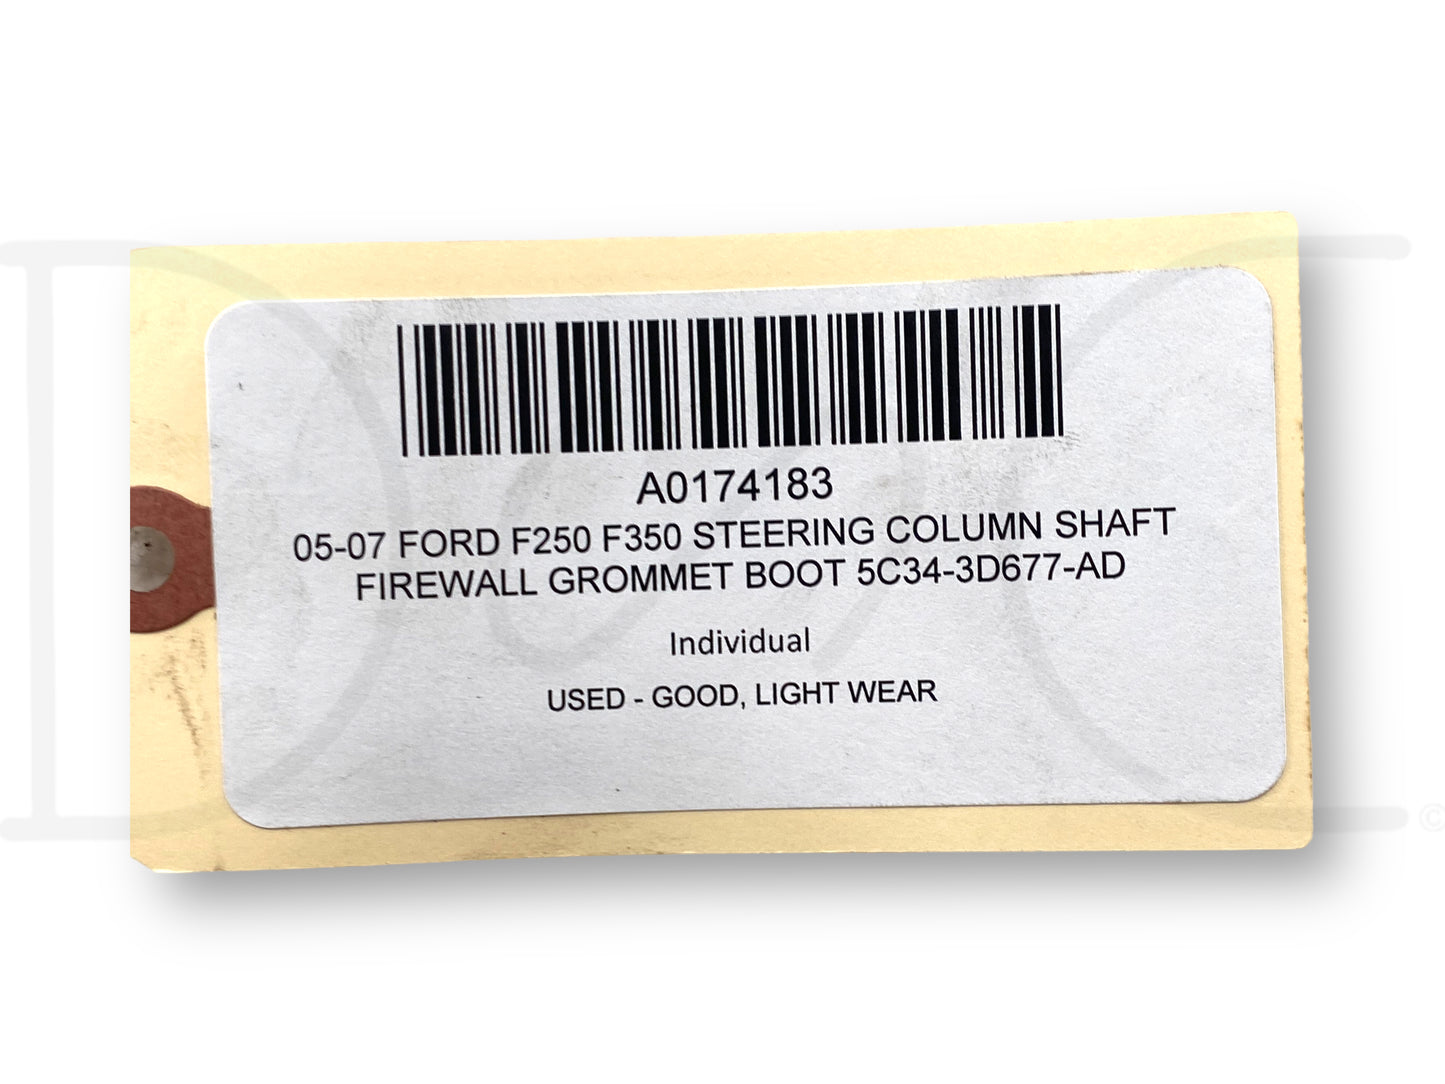 A0174183
05-07 FORD F250 F350 STEERING COLUMN SHAFT
FIREWALL GROMMET BOOT 5C34-3D677-AD
Individual
USED - GOOD, LIGHT WEAR